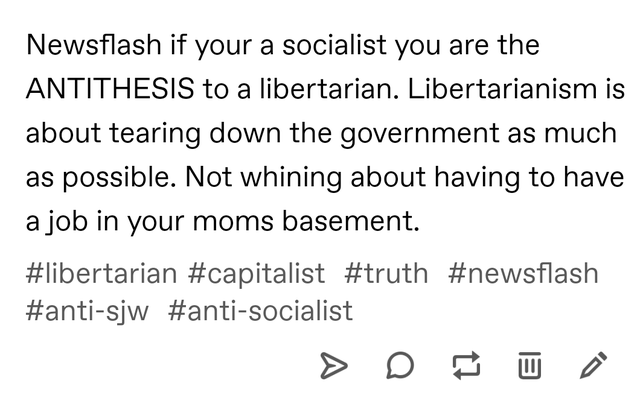 Newsflash if your a socialist you are the
ANTITHESIS to a libertarian. Libertarianism is
about tearing down the government as much
as possible. Not whining about having to have
a job in your moms basement.
#libertarian #capitalist #truth #newsflash
#anti-sjw #anti-socialist